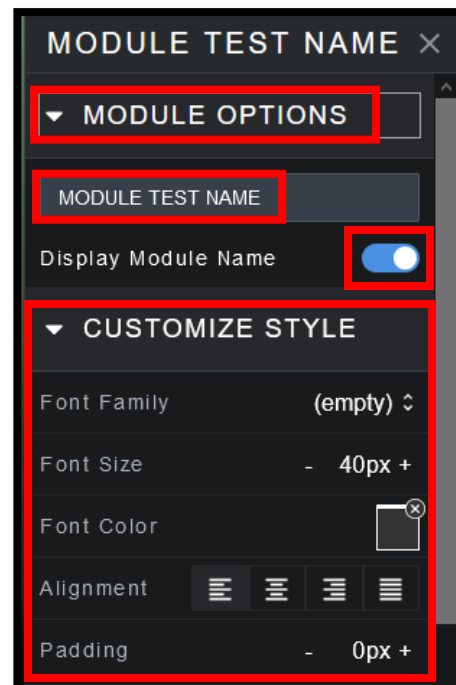 MODULE TEST NAME
MODULE OPTIONS
MODULE TEST NAME
Display Module Name
CUSTOMIZE STYLE
Font Family (empty)
Font Size - 40px +
Font Color
Alignment
Padding - 0px +